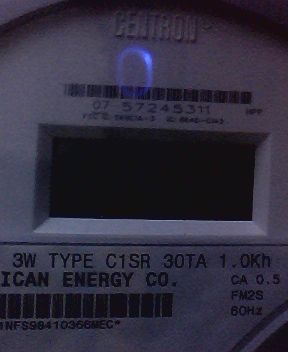 CENTRON
07 57245311
3W TYPE C1SR 30TA 1.0Kh
ICAN ENERGY CO.
CA 0.5
FM2S
60Hz